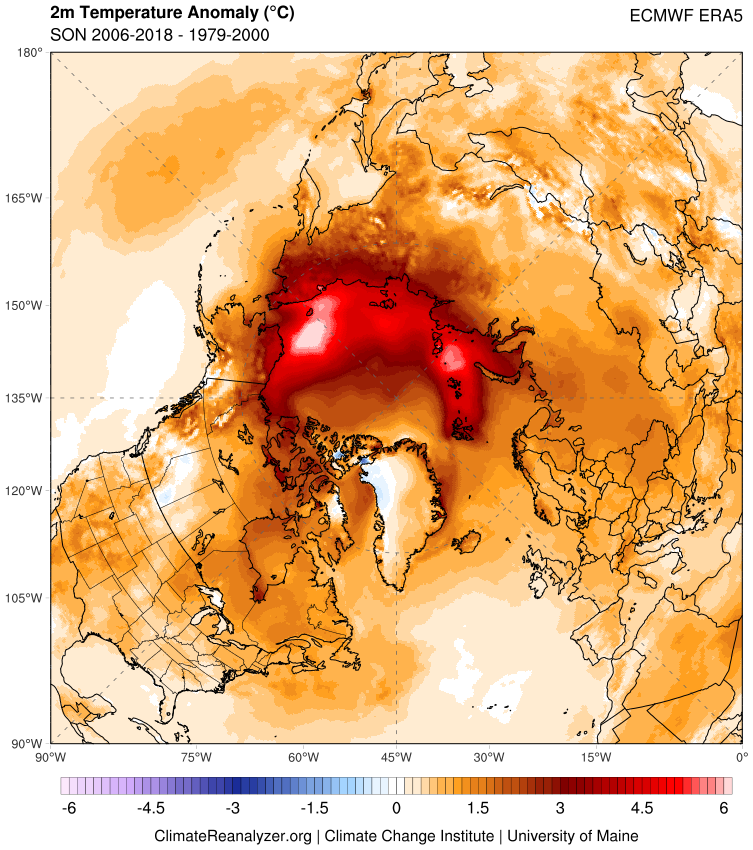 2m Temperature Anomaly (°C)
ECMWF ERA5
SON 2006-2018 - 1979-2000
180°
165°W
150°W
135°W
120°W
105°W
90°W
90°W 75°W 60°W 45°W 30°W 15°W 0°
-6 -4.5 -3 -1.5 0 1.5 3 4.5 6
ClimateReanalyzer.org | Climate Change Institute | University of Maine